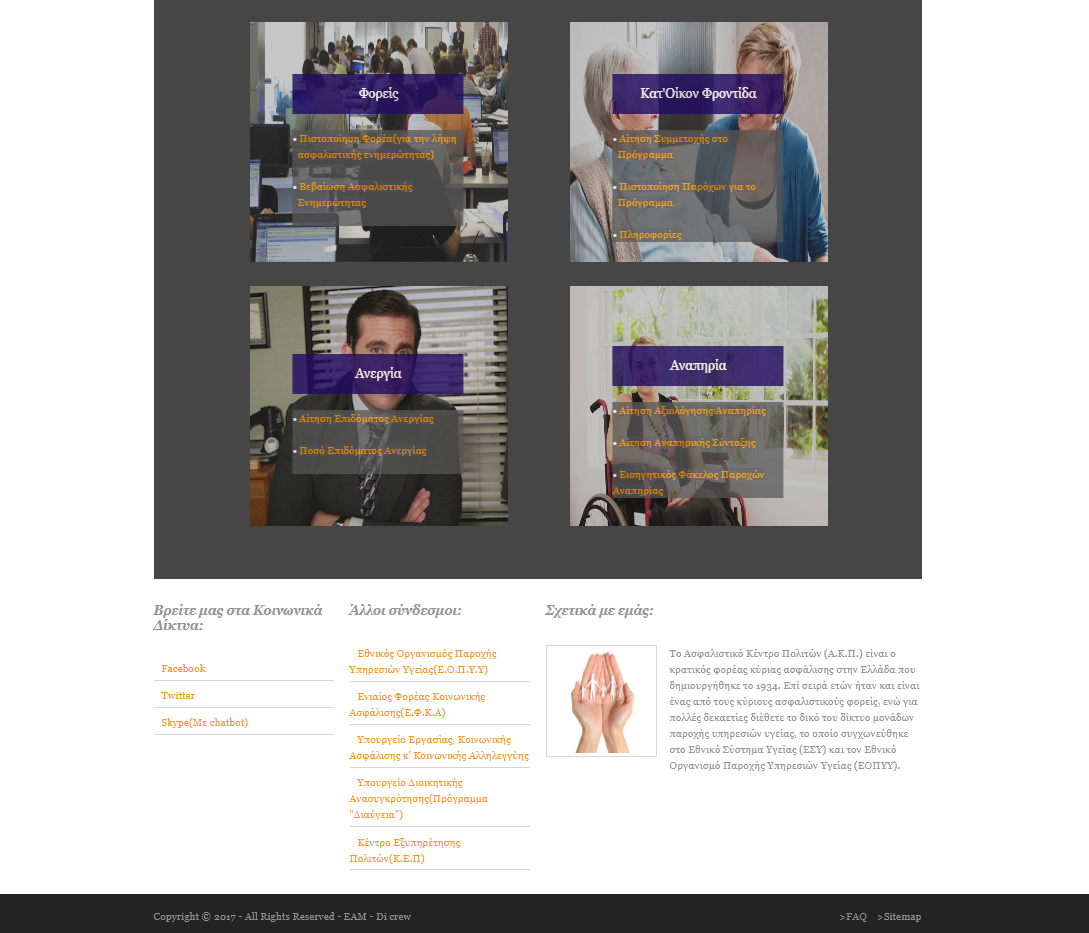 Φορείς
• Πιστοποίηση Φορέα(για την λήψη
ασφαλιστικής ενημερώτητας)
• Βεβαίωση Ασφαλιστικής
Ενημερώτητας
Κατ'Οίκον Φροντίδα
• Αίτηση Συμμετοχής στο
Πρόγραμμα
• Πιστοποίηση Παρόχων για το
Πρόγραμμα
• Πληροφορίες
Ανεργία
• Αίτηση Επιδόματος Ανεργίας
• Ποσό Επιδόματος Ανεργίας
Αναπηρία
• Αίτηση Αξιολόγησης Αναπηρίας
• Αίτηση Αναπηρικής Σύνταξης
• Εισηγητικός Φάκελος Παροχών
Αναπηρίας
Βρείτε μας στα Κοινωνικά
Δίκτυα:
Facebook
Twitter
Skype(Με chatbot)
Άλλοι σύνδεσμοι:
Εθνικός Οργανισμός Παροχής
Υπηρεσιών Υγείας(Ε.Ο.Π.Υ.Υ)
Ενιαίος Φορέας Κοινωνικής
Ασφάλισης(Ε.Φ.Κ.Α)
Υπουργείο Εργασίας, Κοινωνικής
Ασφάλισης κ' Κοινωνικής Αλληλεγγύης
Υπουργείο Διοικητικής
Ανασυγκρότησης(Πρόγραμμα
"Διαύγεια")
Κέντρο Εξυπηρέτησης
Πολιτών(Κ.Ε.Π)
Σχετικά με εμάς:
Το Ασφαλιστικό Κέντρο Πολιτών (Α.Κ.Π.) είναι ο
κρατικός φορέας κύριας ασφάλισης στην Ελλάδα που
δημιουργήθηκε το 1934. Επί σειρά ετών ήταν και είναι
ένας από τους κύριους ασφαλιστικούς φορείς, ενώ για
πολλές δεκαετίες διέθετε το δικό του δίκτυο μονάδων
παροχής υπηρεσιών υγείας, το οποίο συγχωνεύθηκε
στο Εθνικό Σύστημα Υγείας (ΕΣΥ) και τον Εθνικό
Οργανισμό Παροχής Υπηρεσιών Υγείας (ΕΟΠΥΥ).
Copyright © 2017 - All Rights Reserved - EAM - Di crew
>FAQ >Sitemap